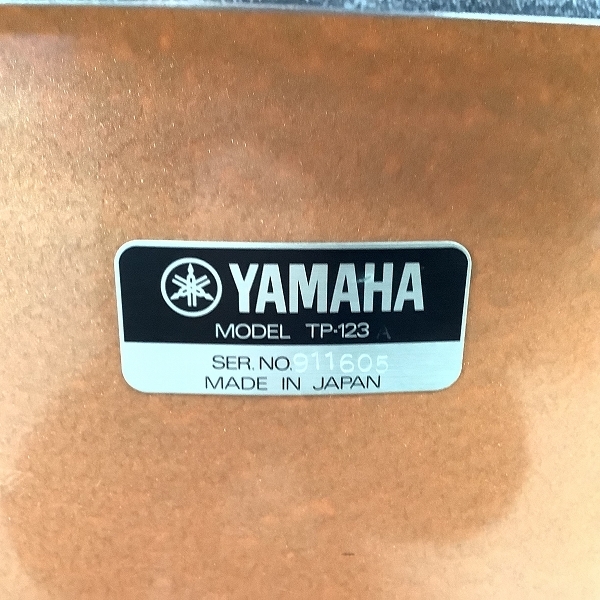 YAMAHA
MODEL TP-123 A
SER. NO. 911605
MADE IN JAPAN